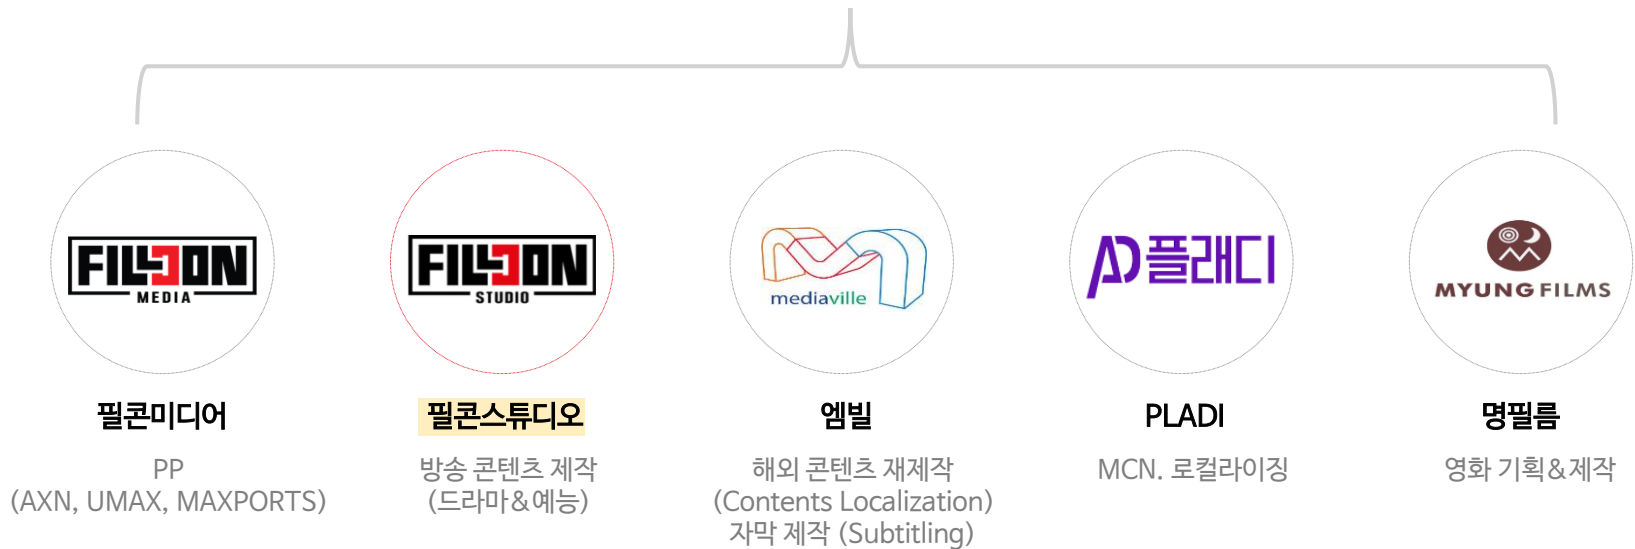 FILLCON
MEDIA
FILLCON
STUDIO
mediaville
AD플래디
MYUNG FILMS
필콘미디어
필콘스튜디오
엠빌
PLADI
명필름
PP
(AXN, UMAX, MAXPORTS)
방송 콘텐츠 제작
(드라마&예능)
해외 콘텐츠 재제작
(Contents Localization)
자막 제작 (Subtitling)
MCN. 로컬라이징
영화 기획&제작